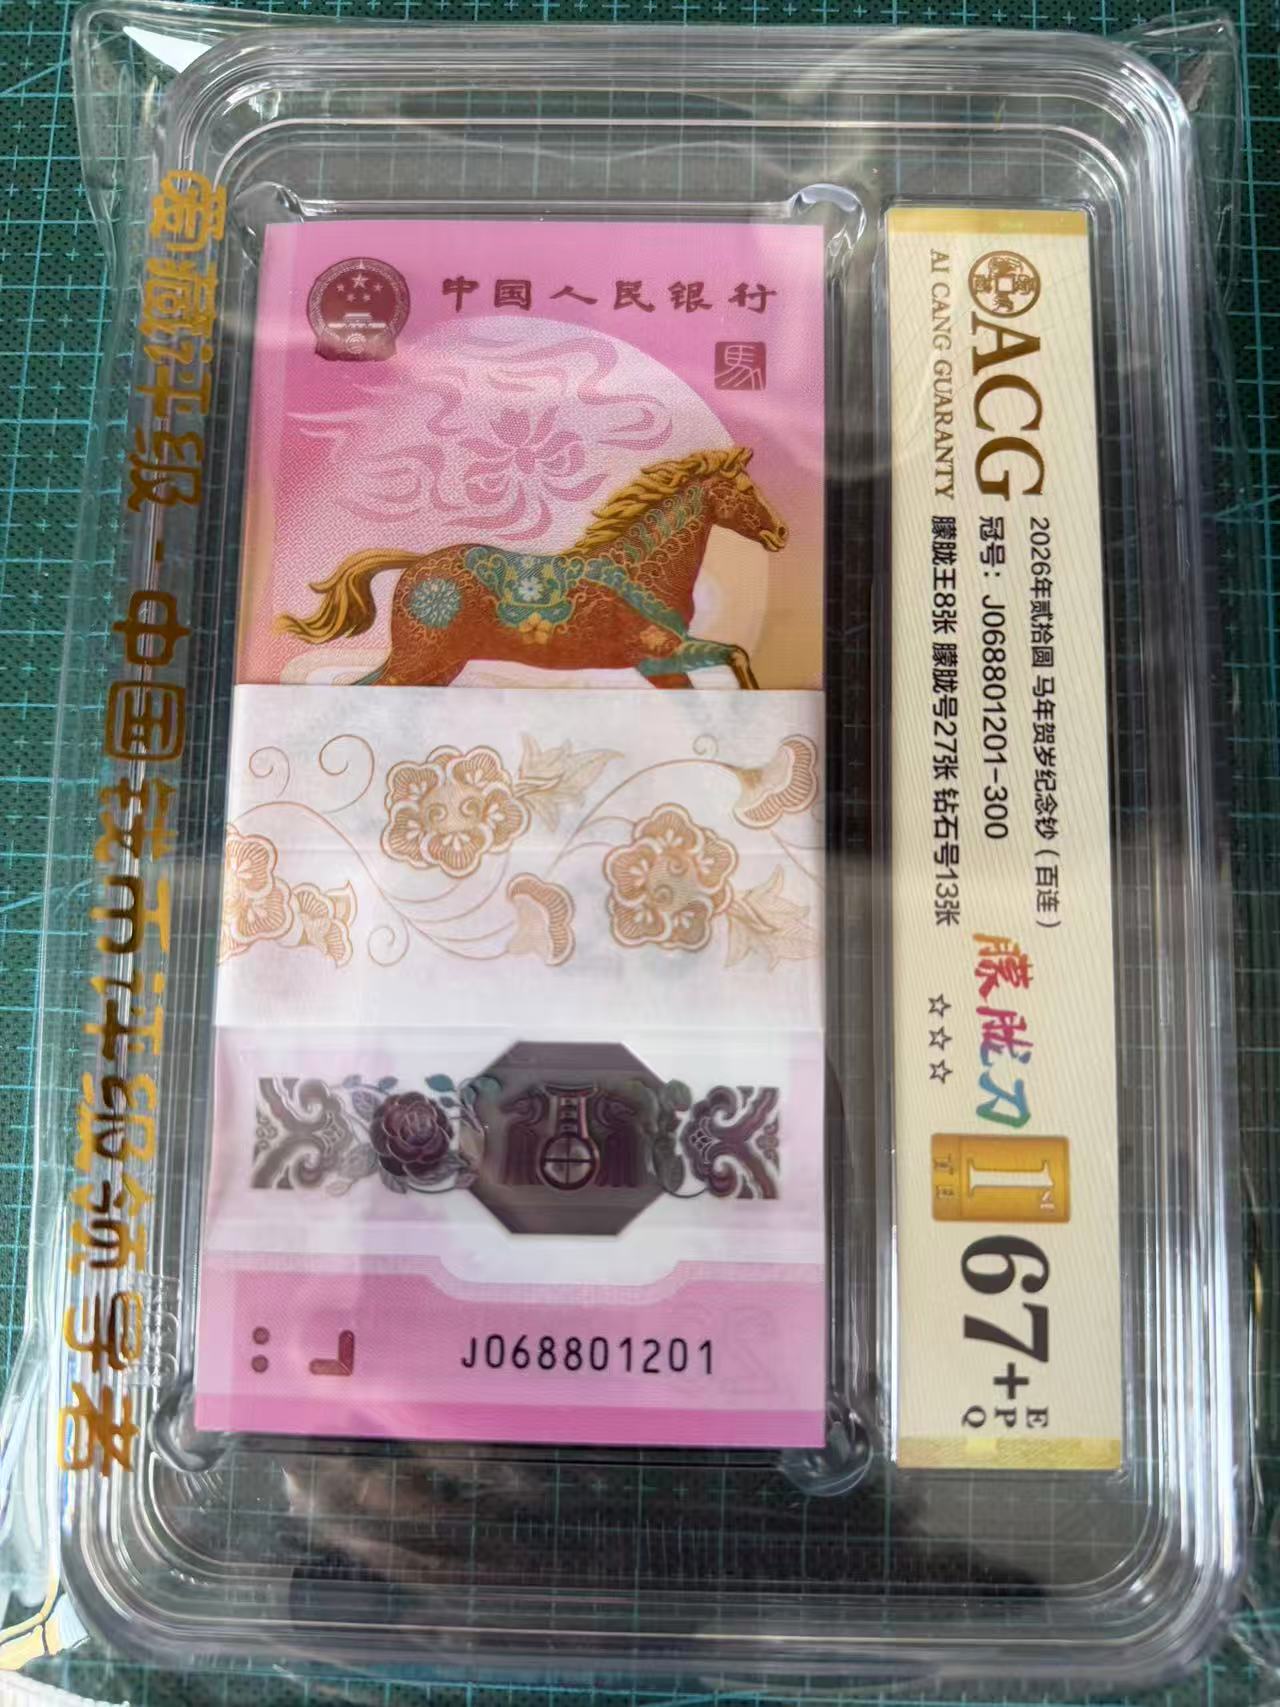 爱藏评级-中国钱币评级领导者
中国人民银行
馬
J068801201
ACG
AI CANG GUARANTY
2026年贰拾圆 马年贺岁纪念钞(百连)
冠号：J068801201-300
朦胧王8张 朦胧号27张 钻石号13张
朦胧刀
☆☆☆
1ST
67+
EPQ